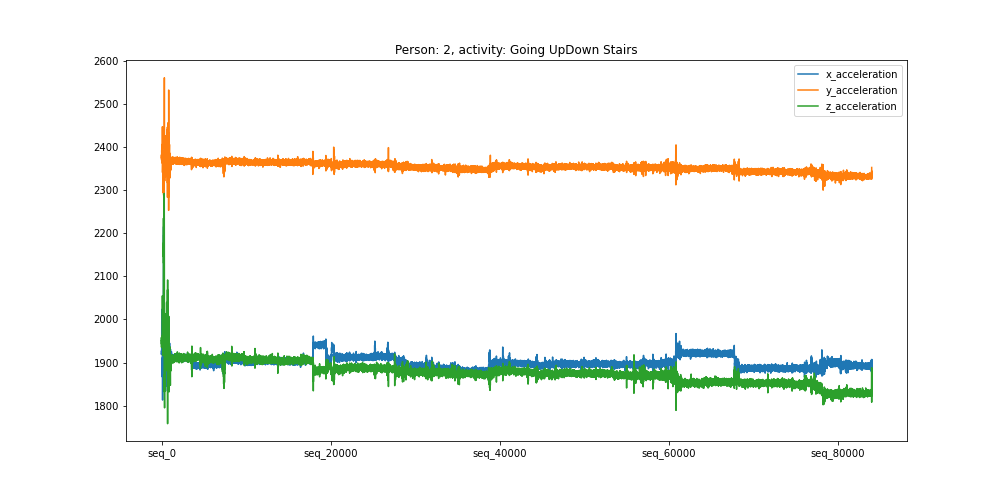 Person: 2, activity: Going UpDown Stairs
2600
2500
2400
2300
2200
2100
2000
1900
1800
x_acceleration
y_acceleration
z_acceleration
seq_0 seq_20000 seq_40000 seq_60000 seq_80000